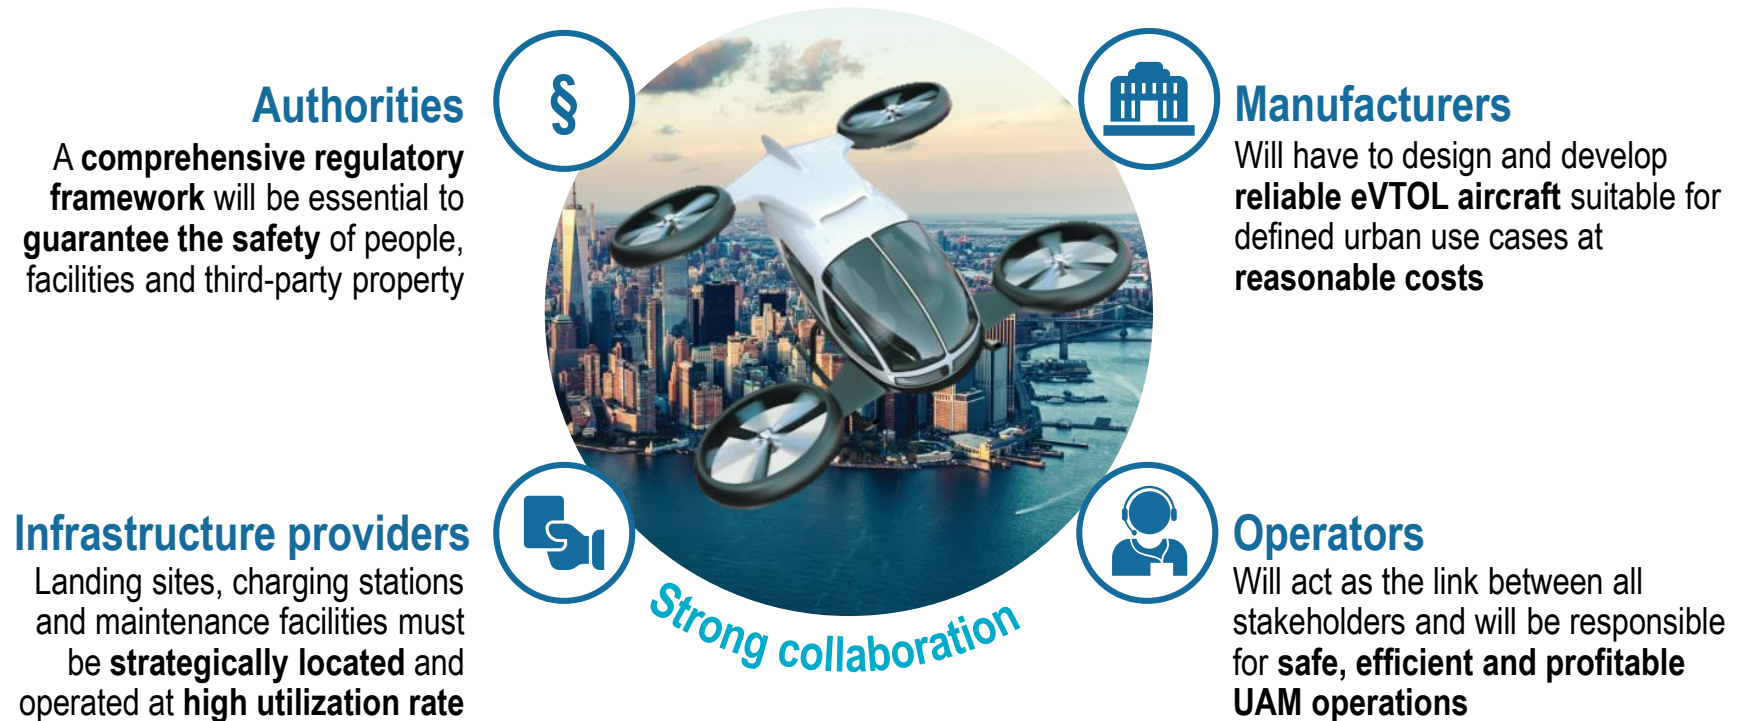 Authorities
A comprehensive regulatory
framework will be essential to
guarantee the safety of people,
facilities and third-party property
§
Manufacturers
Will have to design and develop
reliable eVTOL aircraft suitable for
defined urban use cases at
reasonable costs
Infrastructure providers
Landing sites, charging stations
and maintenance facilities must
be strategically located and
operated at high utilization rate
Operators
Will act as the link between all
stakeholders and will be responsible
for safe, efficient and profitable
UAM operations
Strong collaboration